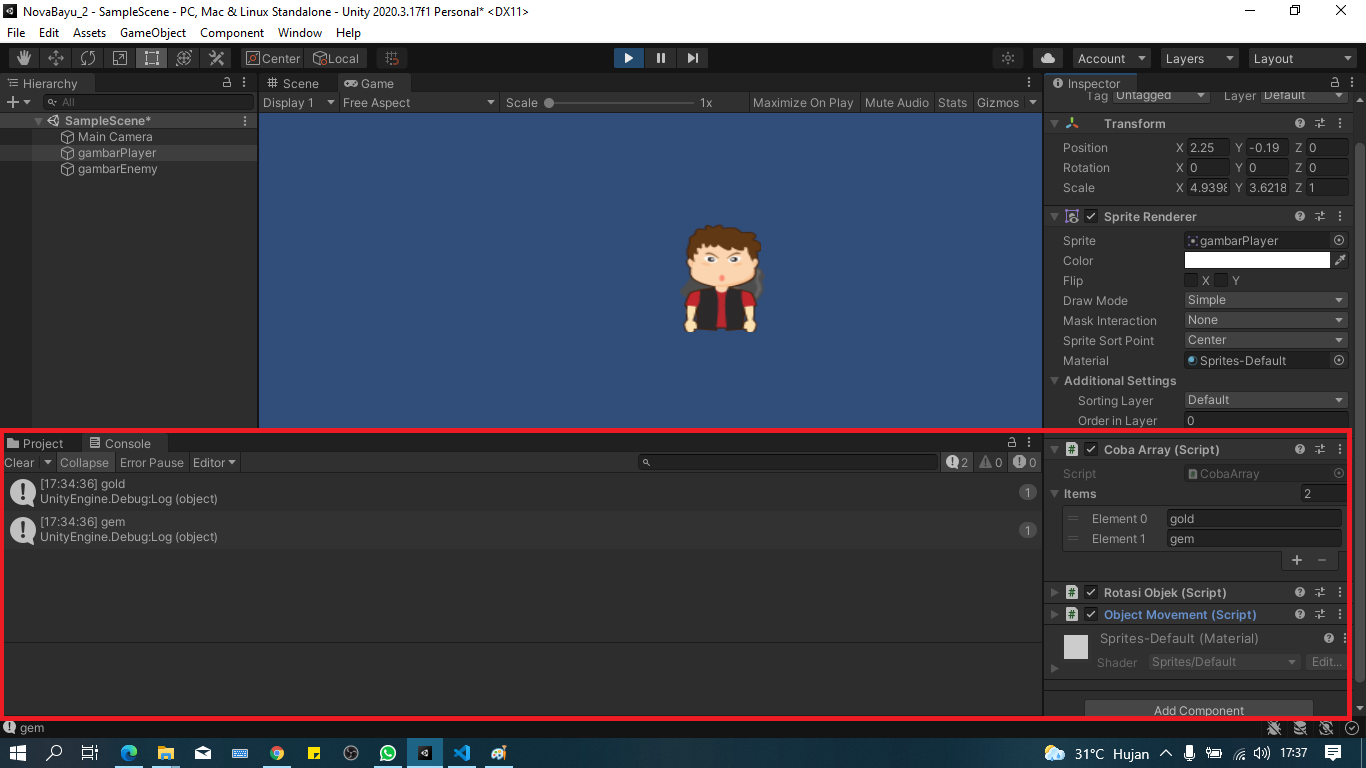 NovaBayu_2 - SampleScene - PC, Mac & Linux Standalone - Unity 2020.3.17f1 Personal* <DX11>
File Edit Assets GameObject Component Window Help
Center Local Account Layers Layout
Hierarchy
All
SampleScene*
Main Camera
gambarPlayer
gambarEnemy
Scene Game
Display 1 Free Aspect Scale 1x Maximize On Play Mute Audio Stats Gizmos
Inspector
Tag Untagged Layer Default
Transform
Position X 2.25 Y -0.19 Z 0
Rotation X 0 Y 0 Z 0
Scale X 4.9398 Y 3.6218 Z 1
Sprite Renderer
Sprite gambarPlayer
Color
Flip X Y
Draw Mode Simple
Mask Interaction None
Sprite Sort Point Center
Material Sprites-Default
Additional Settings
Sorting Layer Default
Order in Layer 0
Project Console
Clear Collapse Error Pause Editor 2 0 0
[17:34:36] gold
UnityEngine.Debug:Log (object)
1
[17:34:36] gem
UnityEngine.Debug:Log (object)
1
Coba Array (Script)
Script CobaArray
Items 2
Element 0 gold
Element 1 gem
Rotasi Objek (Script)
Object Movement (Script)
Sprites-Default (Material)
Shader Sprites/Default Edit...
Add Component
gem
31°C Hujan 17:37